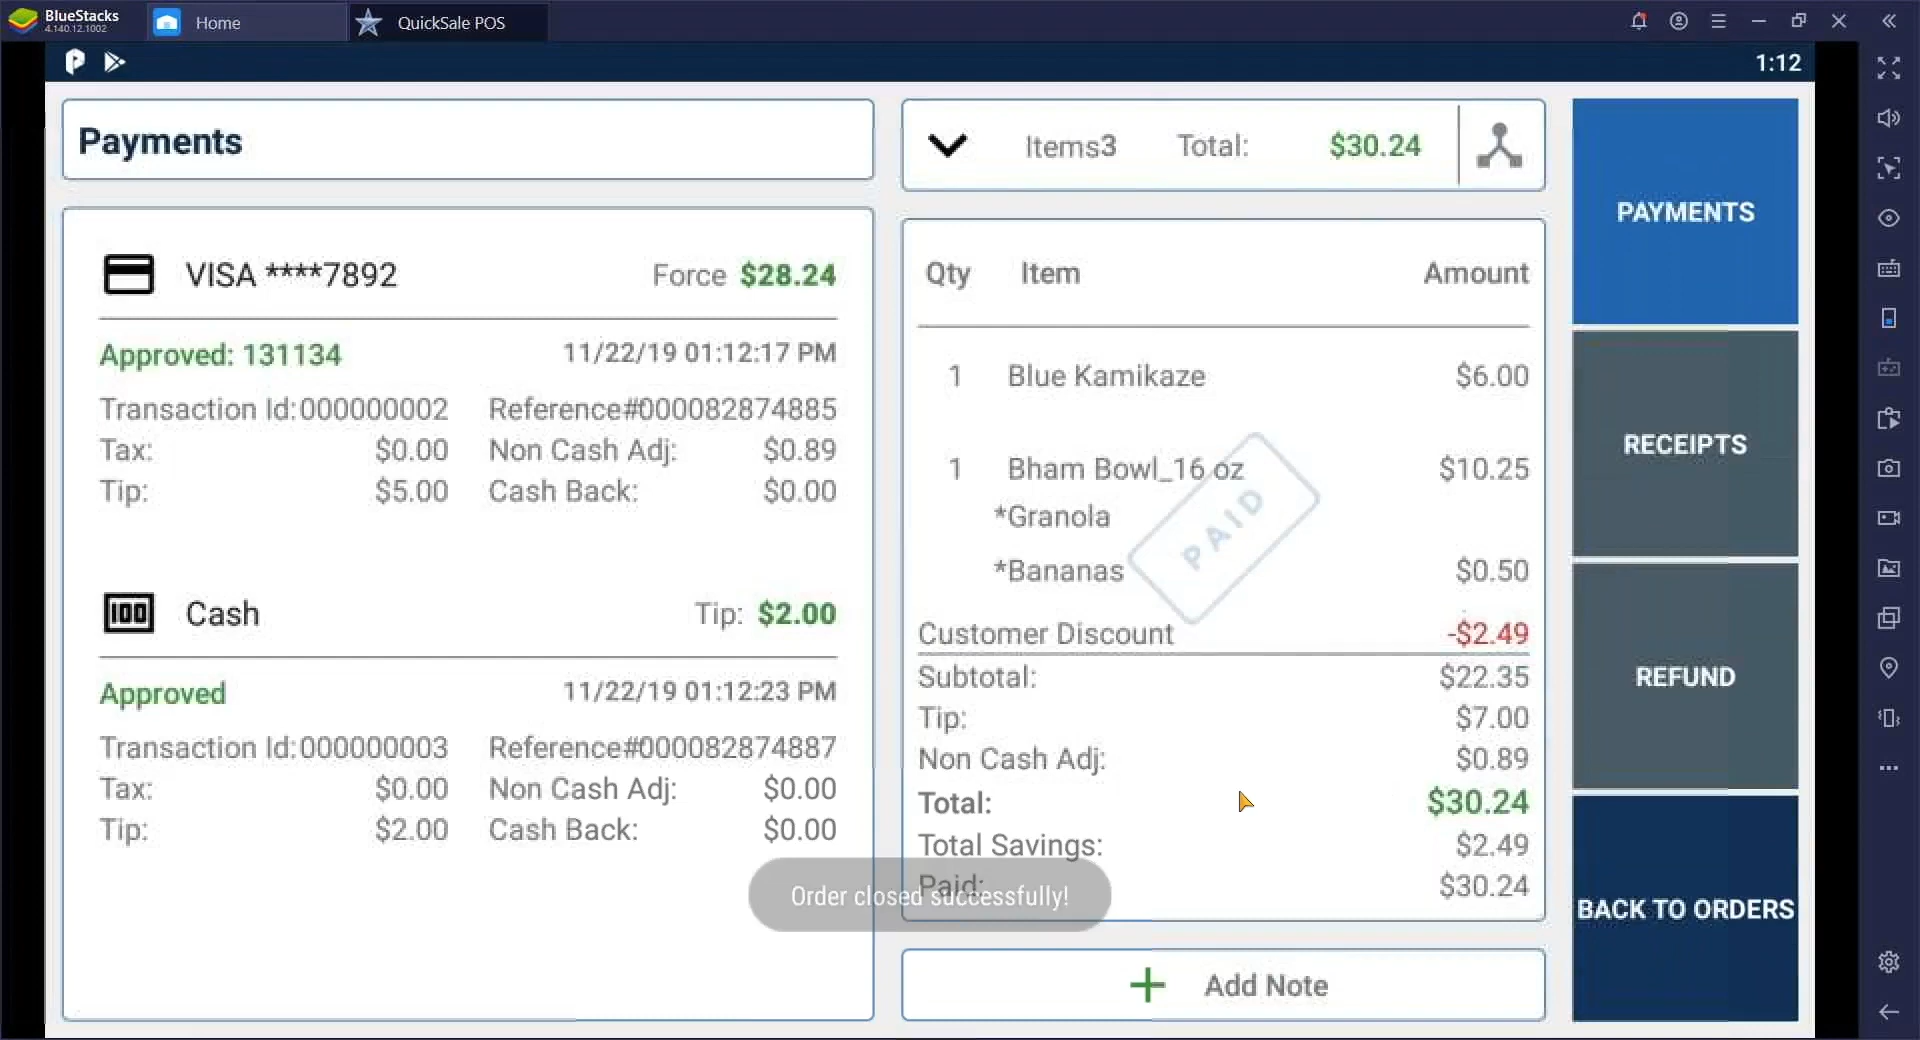 BlueStacks
4.140.12.1002
Home
QuickSale POS
1:12
Payments
VISA ****7892 Force $28.24
Approved: 131134 11/22/19 01:12:17 PM
Transaction Id:000000002 Reference#000082874885
Tax: $0.00 Non Cash Adj: $0.89
Tip: $5.00 Cash Back: $0.00
100 Cash Tip: $2.00
Approved 11/22/19 01:12:23 PM
Transaction Id:000000003 Reference#000082874887
Tax: $0.00 Non Cash Adj: $0.00
Tip: $2.00 Cash Back: $0.00
Items3 Total: $30.24
Qty Item Amount
1 Blue Kamikaze $6.00
1 Bham Bowl_16 oz $10.25
*Granola
*Bananas $0.50
PAID
Customer Discount -$2.49
Subtotal: $22.35
Tip: $7.00
Non Cash Adj: $0.89
Total: $30.24
Total Savings: $2.49
Paid: $30.24
Order closed successfully!
Add Note
PAYMENTS
RECEIPTS
REFUND
BACK TO ORDERS